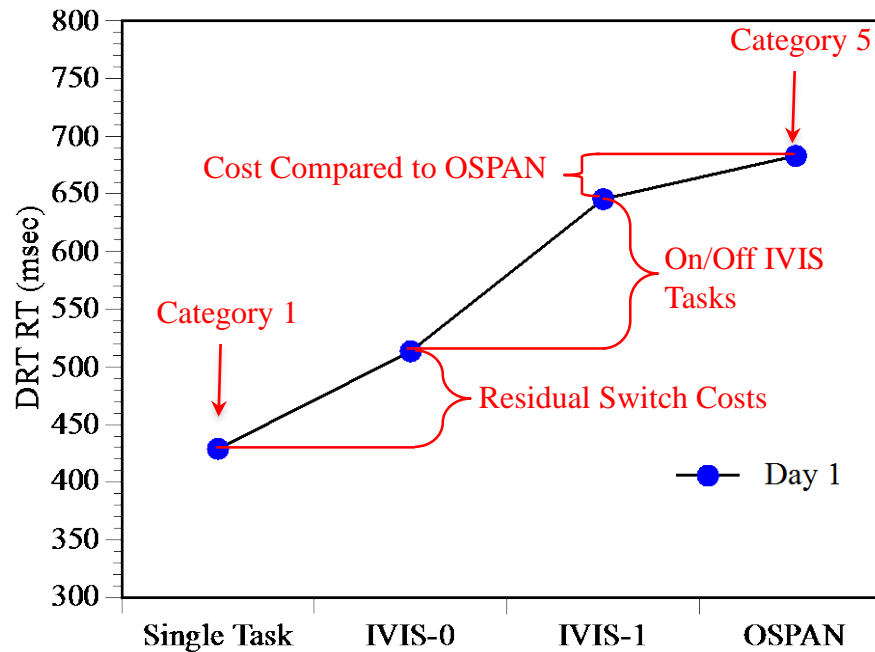 800
750
700
650
600
550
500
450
400
350
300
DRT RT (msec)
Category 5
Cost Compared to OSPAN
On/Off IVIS
Tasks
Category 1
Residual Switch Costs
Day 1
Single Task
IVIS-0
IVIS-1
OSPAN